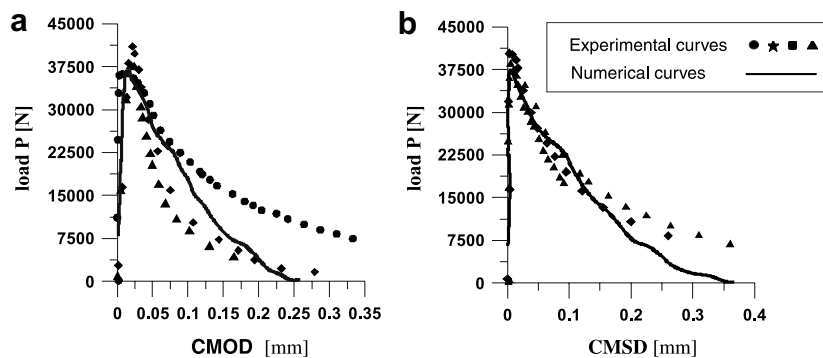 a
45000
37500
30000
22500
15000
7500
0
load P [N]
0 0.05 0.1 0.15 0.2 0.25 0.3 0.35
CMOD [mm]
b
45000
37500
30000
22500
15000
7500
0
load P [N]
0 0.1 0.2 0.3 0.4
CMSD [mm]
Experimental curves
Numerical curves